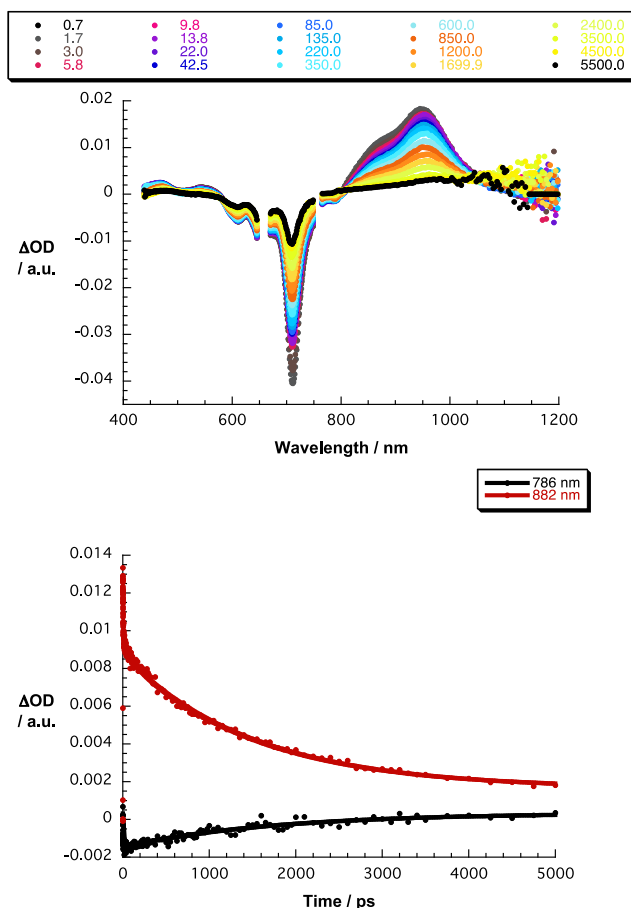 0.7 9.8 85.0 600.0 2400.0
1.7 13.8 135.0 850.0 3500.0
3.0 22.0 220.0 1200.0 4500.0
5.8 42.5 350.0 1699.9 5500.0
0.02
0.01
0
-0.01
-0.02
-0.03
-0.04
ΔOD
/ a.u.
400 600 800 1000 1200
Wavelength / nm
786 nm
882 nm
0.014
0.012
0.01
0.008
0.006
0.004
0.002
0
-0.002
ΔOD
/ a.u.
0 1000 2000 3000 4000 5000
Time / ps